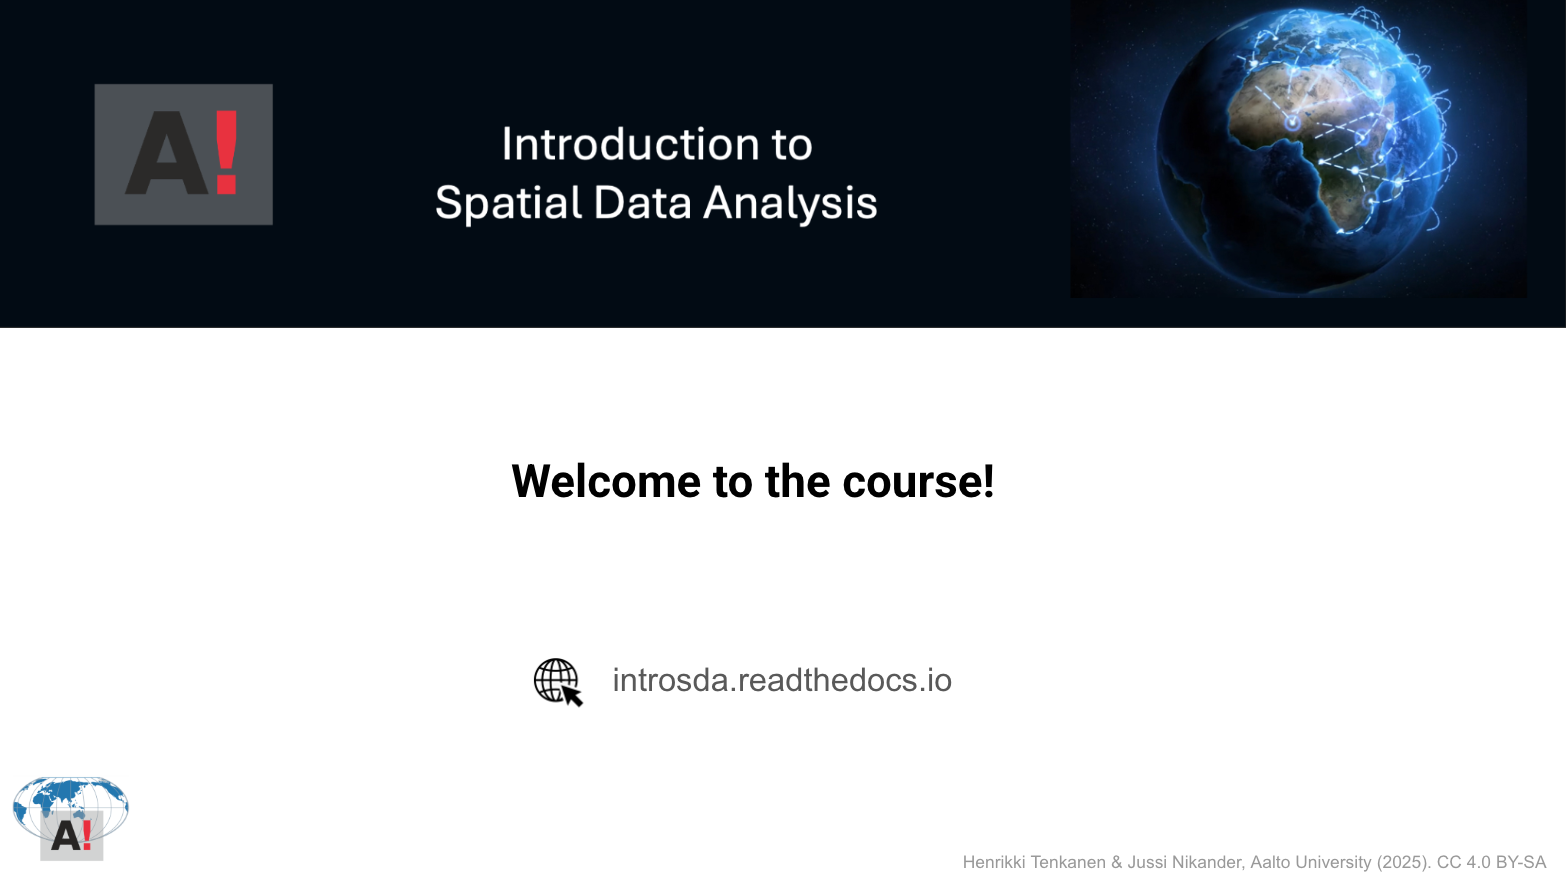 A!
Introduction to
Spatial Data Analysis
Welcome to the course!
introsda.readthedocs.io
A!
Henrikki Tenkanen & Jussi Nikander, Aalto University (2025). CC 4.0 BY-SA